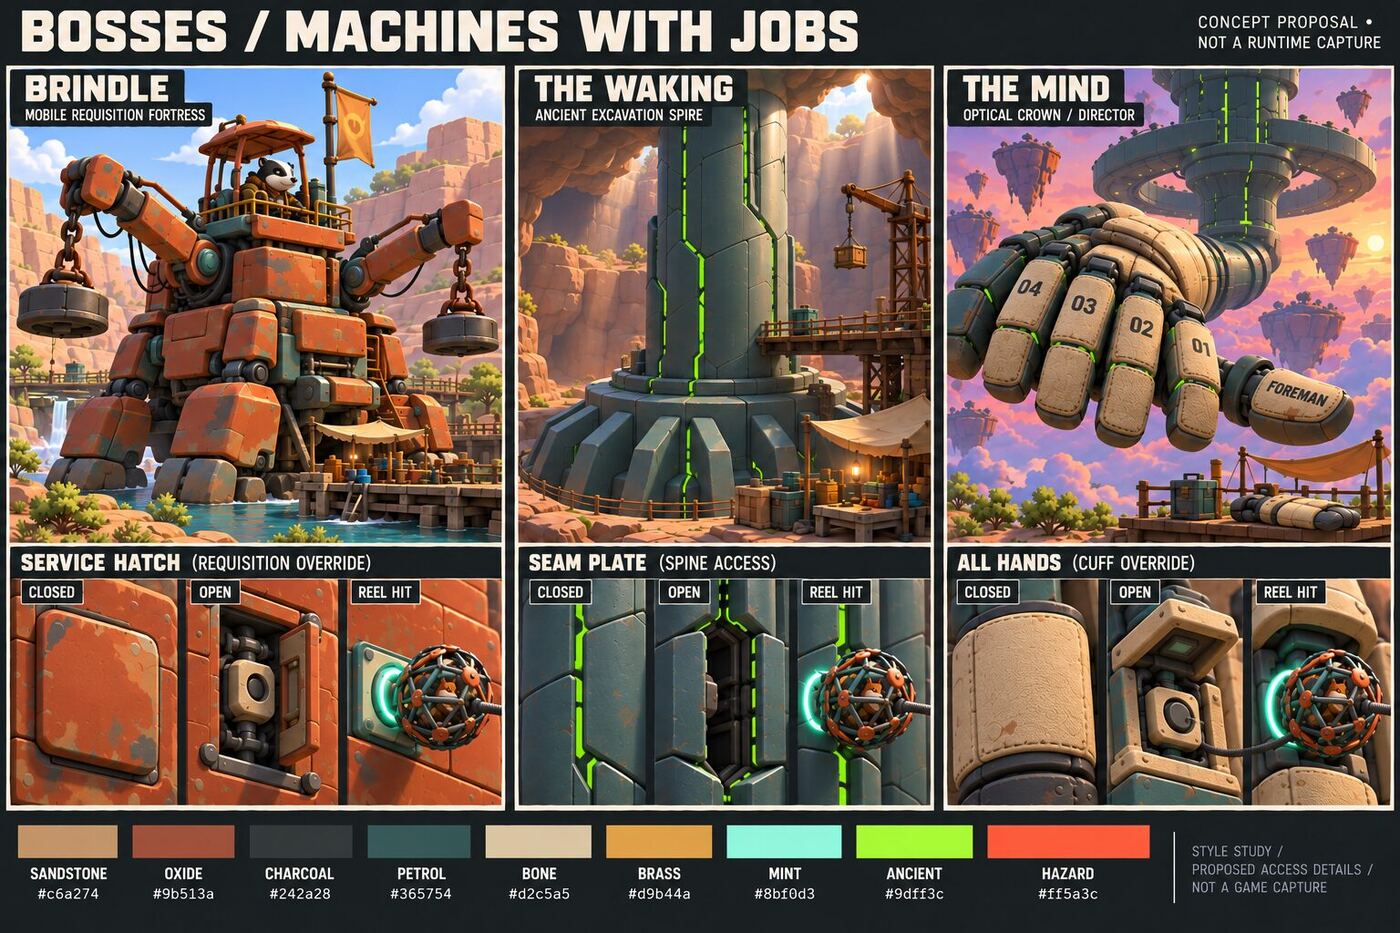 BOSSES / MACHINES WITH JOBS
CONCEPT PROPOSAL •
NOT A RUNTIME CAPTURE
BRINDLE
MOBILE REQUISITION FORTRESS
THE WAKING
ANCIENT EXCAVATION SPIRE
THE MIND
OPTICAL CROWN / DIRECTOR
04
03
02
01
FOREMAN
SERVICE HATCH (REQUISITION OVERRIDE)
CLOSED
OPEN
REEL HIT
SEAM PLATE (SPINE ACCESS)
CLOSED
OPEN
REEL HIT
ALL HANDS (CUFF OVERRIDE)
CLOSED
OPEN
REEL HIT
SANDSTONE
#c6a274
OXIDE
#9b513a
CHARCOAL
#242a28
PETROL
#365754
BONE
#d2c5a5
BRASS
#d9b44a
MINT
#8bf0d3
ANCIENT
#9dff3c
HAZARD
#ff5a3c
STYLE STUDY /
PROPOSED ACCESS DETAILS /
NOT A GAME CAPTURE